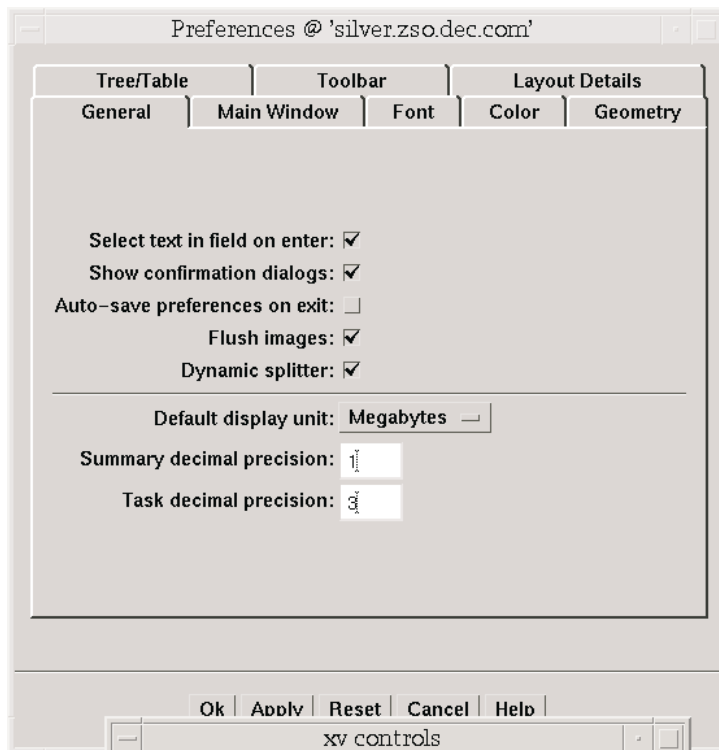 Preferences @ 'silver.zso.dec.com'
Tree/Table Toolbar Layout Details
General Main Window Font Color Geometry
Select text in field on enter:
Show confirmation dialogs:
Auto-save preferences on exit:
Flush images:
Dynamic splitter:
Default display unit: Megabytes
Summary decimal precision: 1
Task decimal precision: 3
Ok Apply Reset Cancel Help
xv controls